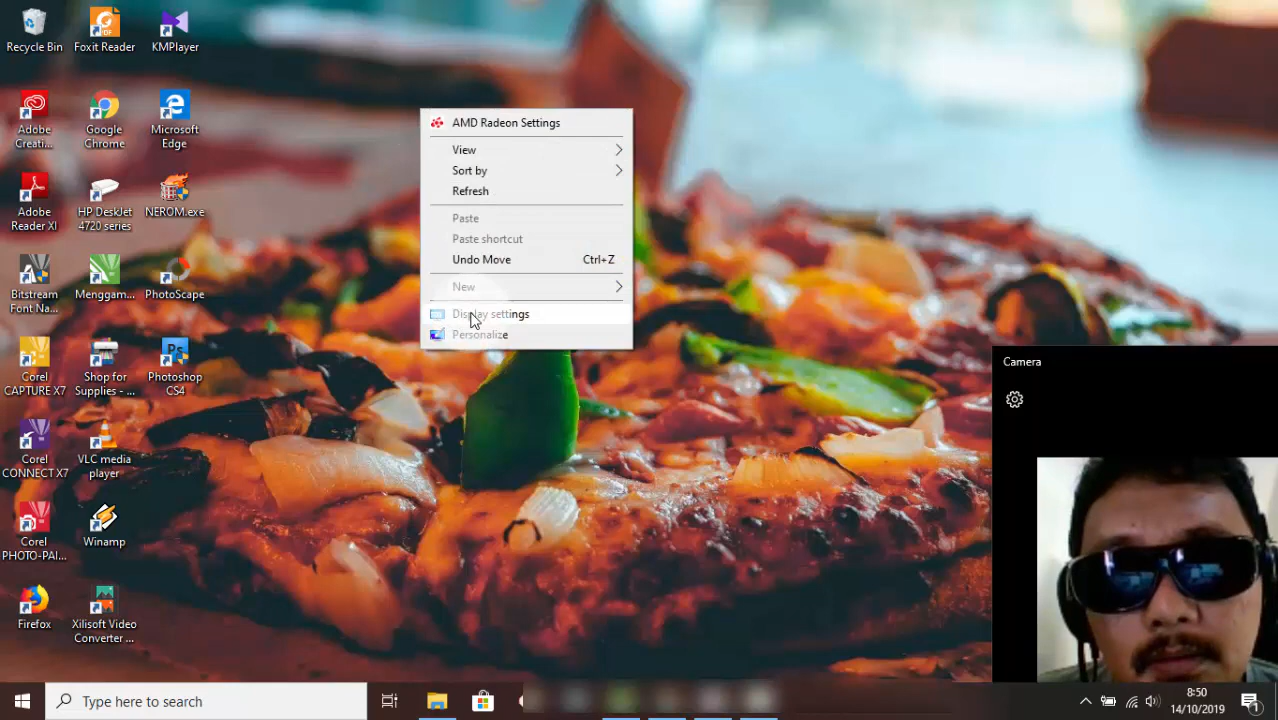 Recycle Bin
Foxit Reader
KMPlayer
Adobe
Creati...
Google
Chrome
Microsoft
Edge
Adobe
Reader XI
HP DeskJet
4720 series
NEROM.exe
Bitstream
Font Na...
Menggam...
PhotoScape
Corel
CAPTURE X7
Shop for
Supplies - ...
Photoshop
CS4
Corel
CONNECT X7
VLC media
player
Corel
PHOTO-PAI...
Winamp
Firefox
Xilisoft Video
Converter ...
AMD Radeon Settings
View
Sort by
Refresh
Paste
Paste shortcut
Undo Move Ctrl+Z
New
Display settings
Personalize
Camera
Type here to search
8:50
14/10/2019
1